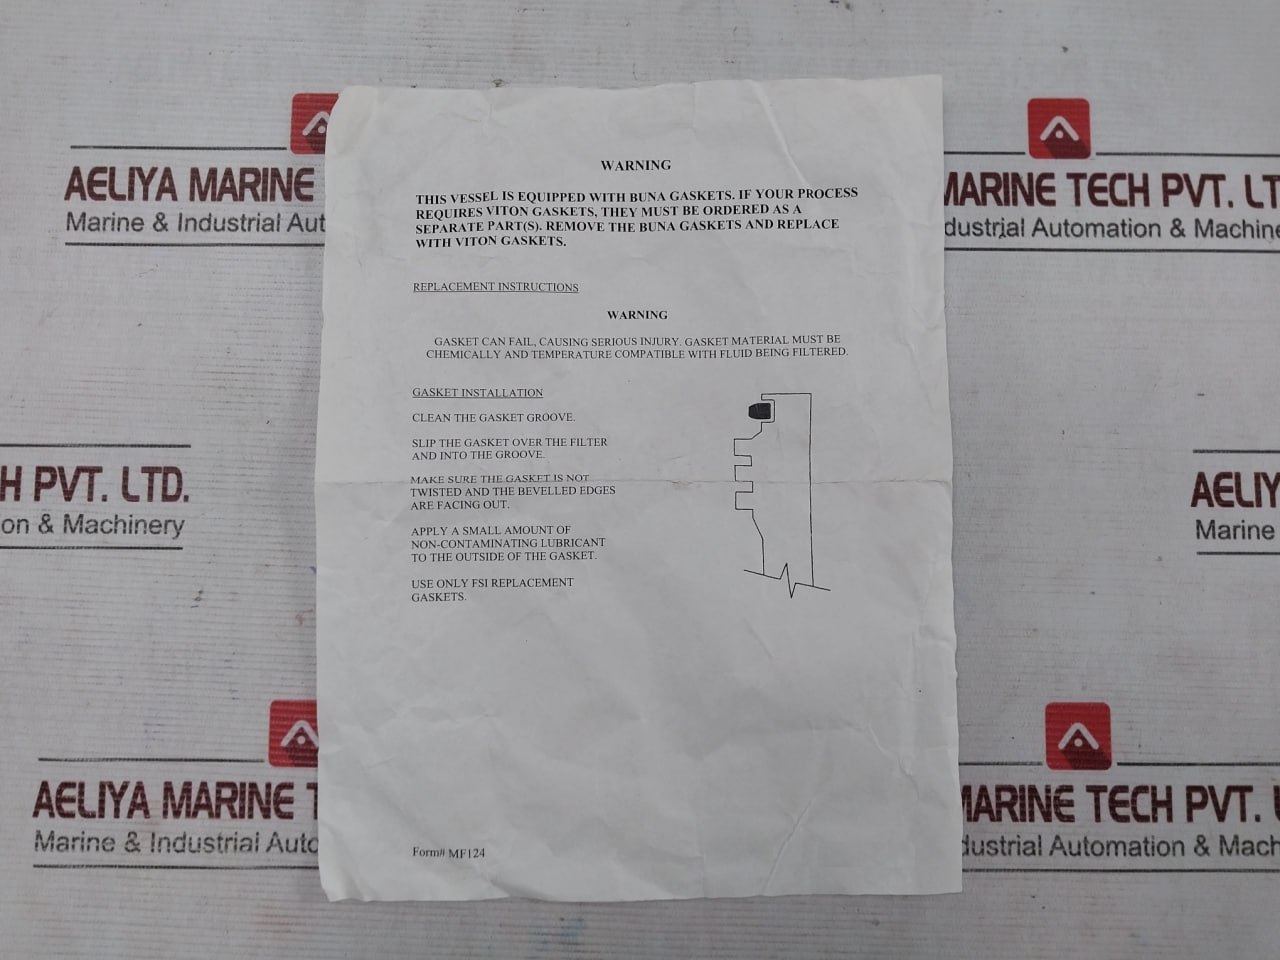 AELIYA MARINE
Marine & Industrial Aut
MARINE TECH PVT. LT
dustrial Automation & Machine
WARNING
THIS VESSEL IS EQUIPPED WITH BUNA GASKETS. IF YOUR PROCESS
REQUIRES VITON GASKETS, THEY MUST BE ORDERED AS A
SEPARATE PART(S). REMOVE THE BUNA GASKETS AND REPLACE
WITH VITON GASKETS.
REPLACEMENT INSTRUCTIONS
WARNING
GASKET CAN FAIL, CAUSING SERIOUS INJURY. GASKET MATERIAL MUST BE
CHEMICALLY AND TEMPERATURE COMPATIBLE WITH FLUID BEING FILTERED.
GASKET INSTALLATION
CLEAN THE GASKET GROOVE.
SLIP THE GASKET OVER THE FILTER
AND INTO THE GROOVE.
MAKE SURE THE GASKET IS NOT
TWISTED AND THE BEVELLED EDGES
ARE FACING OUT.
APPLY A SMALL AMOUNT OF
NON-CONTAMINATING LUBRICANT
TO THE OUTSIDE OF THE GASKET.
USE ONLY FSI REPLACEMENT
GASKETS.
Form# MF124
H PVT. LTD.
on & Machinery
AELIY
Marine
AELIYA MARINE T
Marine & Industrial Auto
MARINE TECH PVT. L
dustrial Automation & Mach